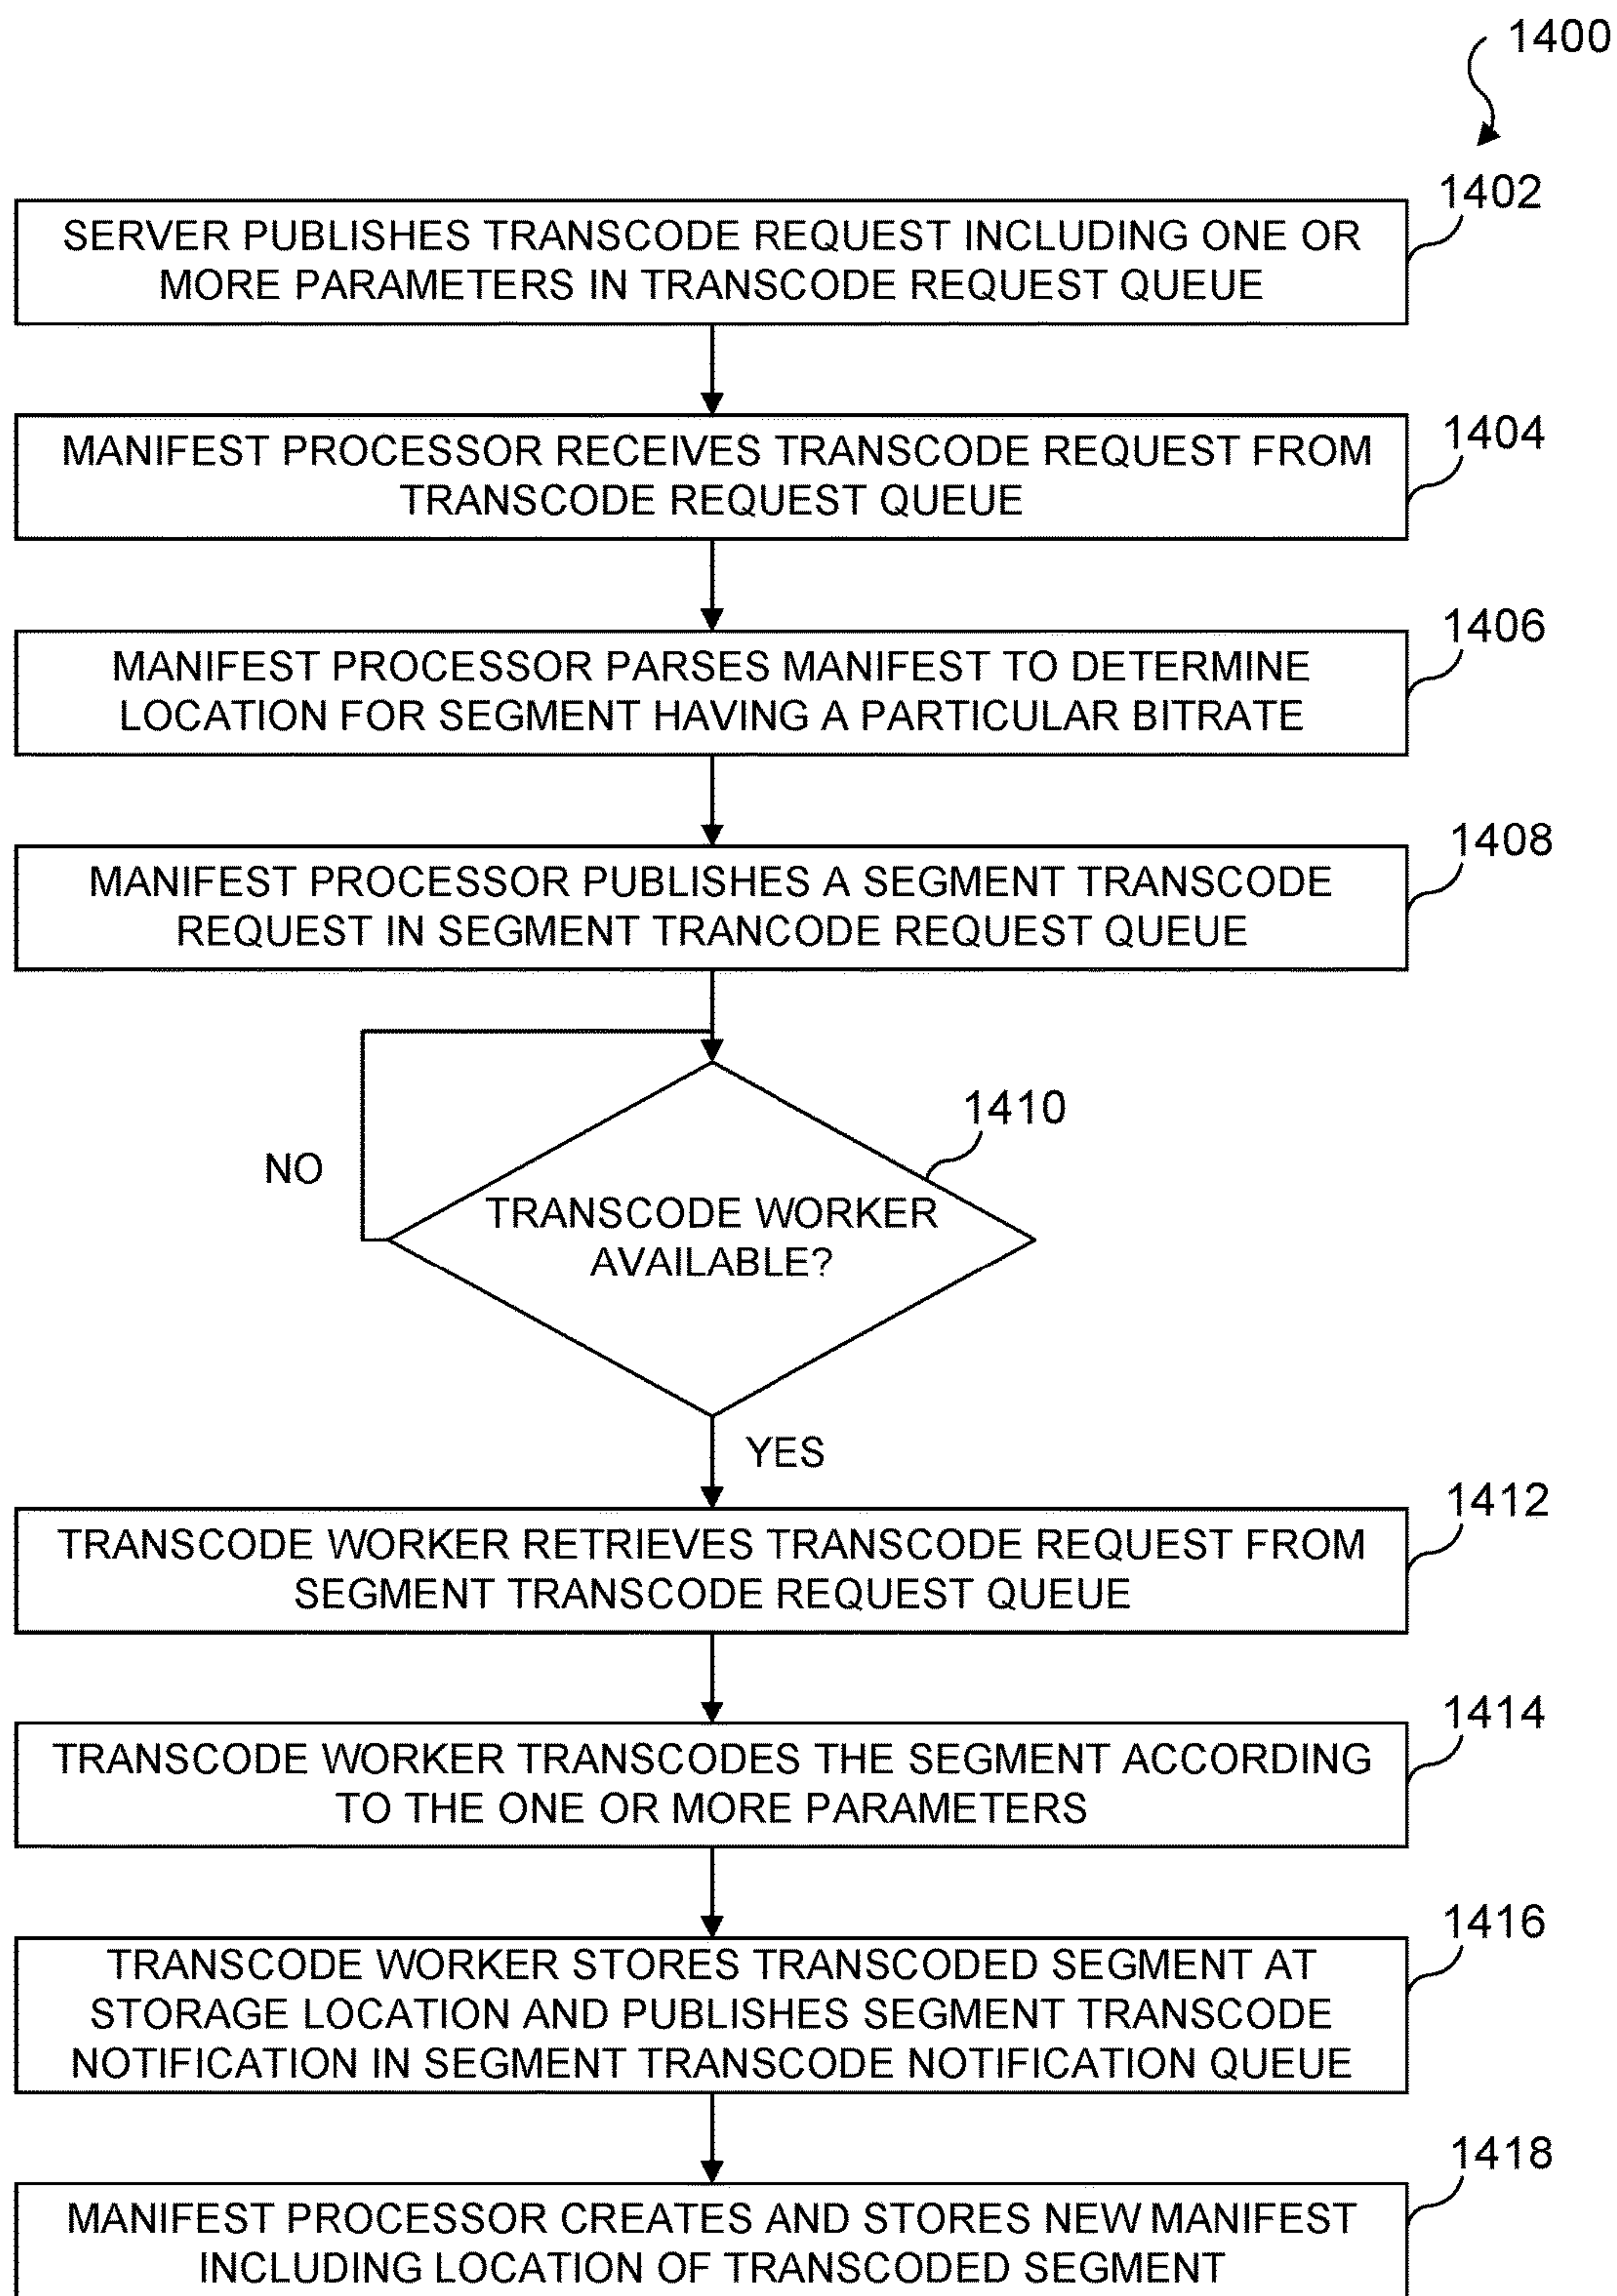 1400
1402
SERVER PUBLISHES TRANSCODE REQUEST INCLUDING ONE OR
MORE PARAMETERS IN TRANSCODE REQUEST QUEUE
1404
MANIFEST PROCESSOR RECEIVES TRANSCODE REQUEST FROM
TRANSCODE REQUEST QUEUE
1406
MANIFEST PROCESSOR PARSES MANIFEST TO DETERMINE
LOCATION FOR SEGMENT HAVING A PARTICULAR BITRATE
1408
MANIFEST PROCESSOR PUBLISHES A SEGMENT TRANSCODE
REQUEST IN SEGMENT TRANCODE REQUEST QUEUE
1410
NO
TRANSCODE WORKER
AVAILABLE?
YES
1412
TRANSCODE WORKER RETRIEVES TRANSCODE REQUEST FROM
SEGMENT TRANSCODE REQUEST QUEUE
1414
TRANSCODE WORKER TRANSCODES THE SEGMENT ACCORDING
TO THE ONE OR MORE PARAMETERS
1416
TRANSCODE WORKER STORES TRANSCODED SEGMENT AT
STORAGE LOCATION AND PUBLISHES SEGMENT TRANSCODE
NOTIFICATION IN SEGMENT TRANSCODE NOTIFICATION QUEUE
1418
MANIFEST PROCESSOR CREATES AND STORES NEW MANIFEST
INCLUDING LOCATION OF TRANSCODED SEGMENT